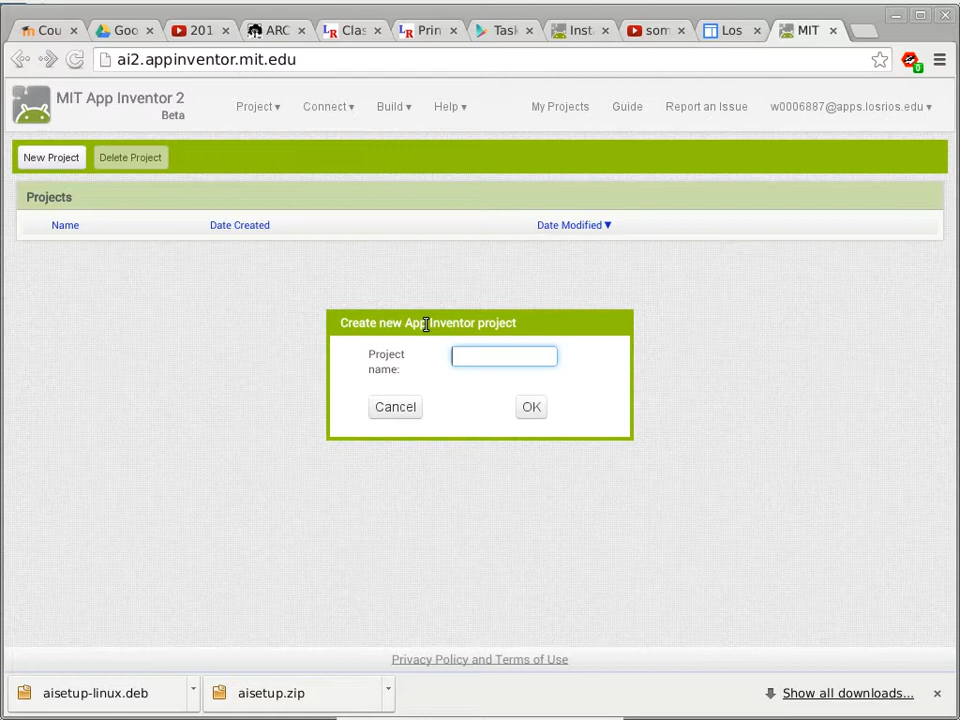 Cou
Goo
201
ARC
Clas
Prin
Task
Inst
som
Los
MIT
ai2.appinventor.mit.edu
0
MIT App Inventor 2
Beta
Project ▾
Connect ▾
Build ▾
Help ▾
My Projects
Guide
Report an Issue
w0006887@apps.losrios.edu ▾
New Project
Delete Project
Projects
Name
Date Created
Date Modified ▼
Create new App Inventor project
Project
name:
Cancel
OK
Privacy Policy and Terms of Use
aisetup-linux.deb
aisetup.zip
Show all downloads...